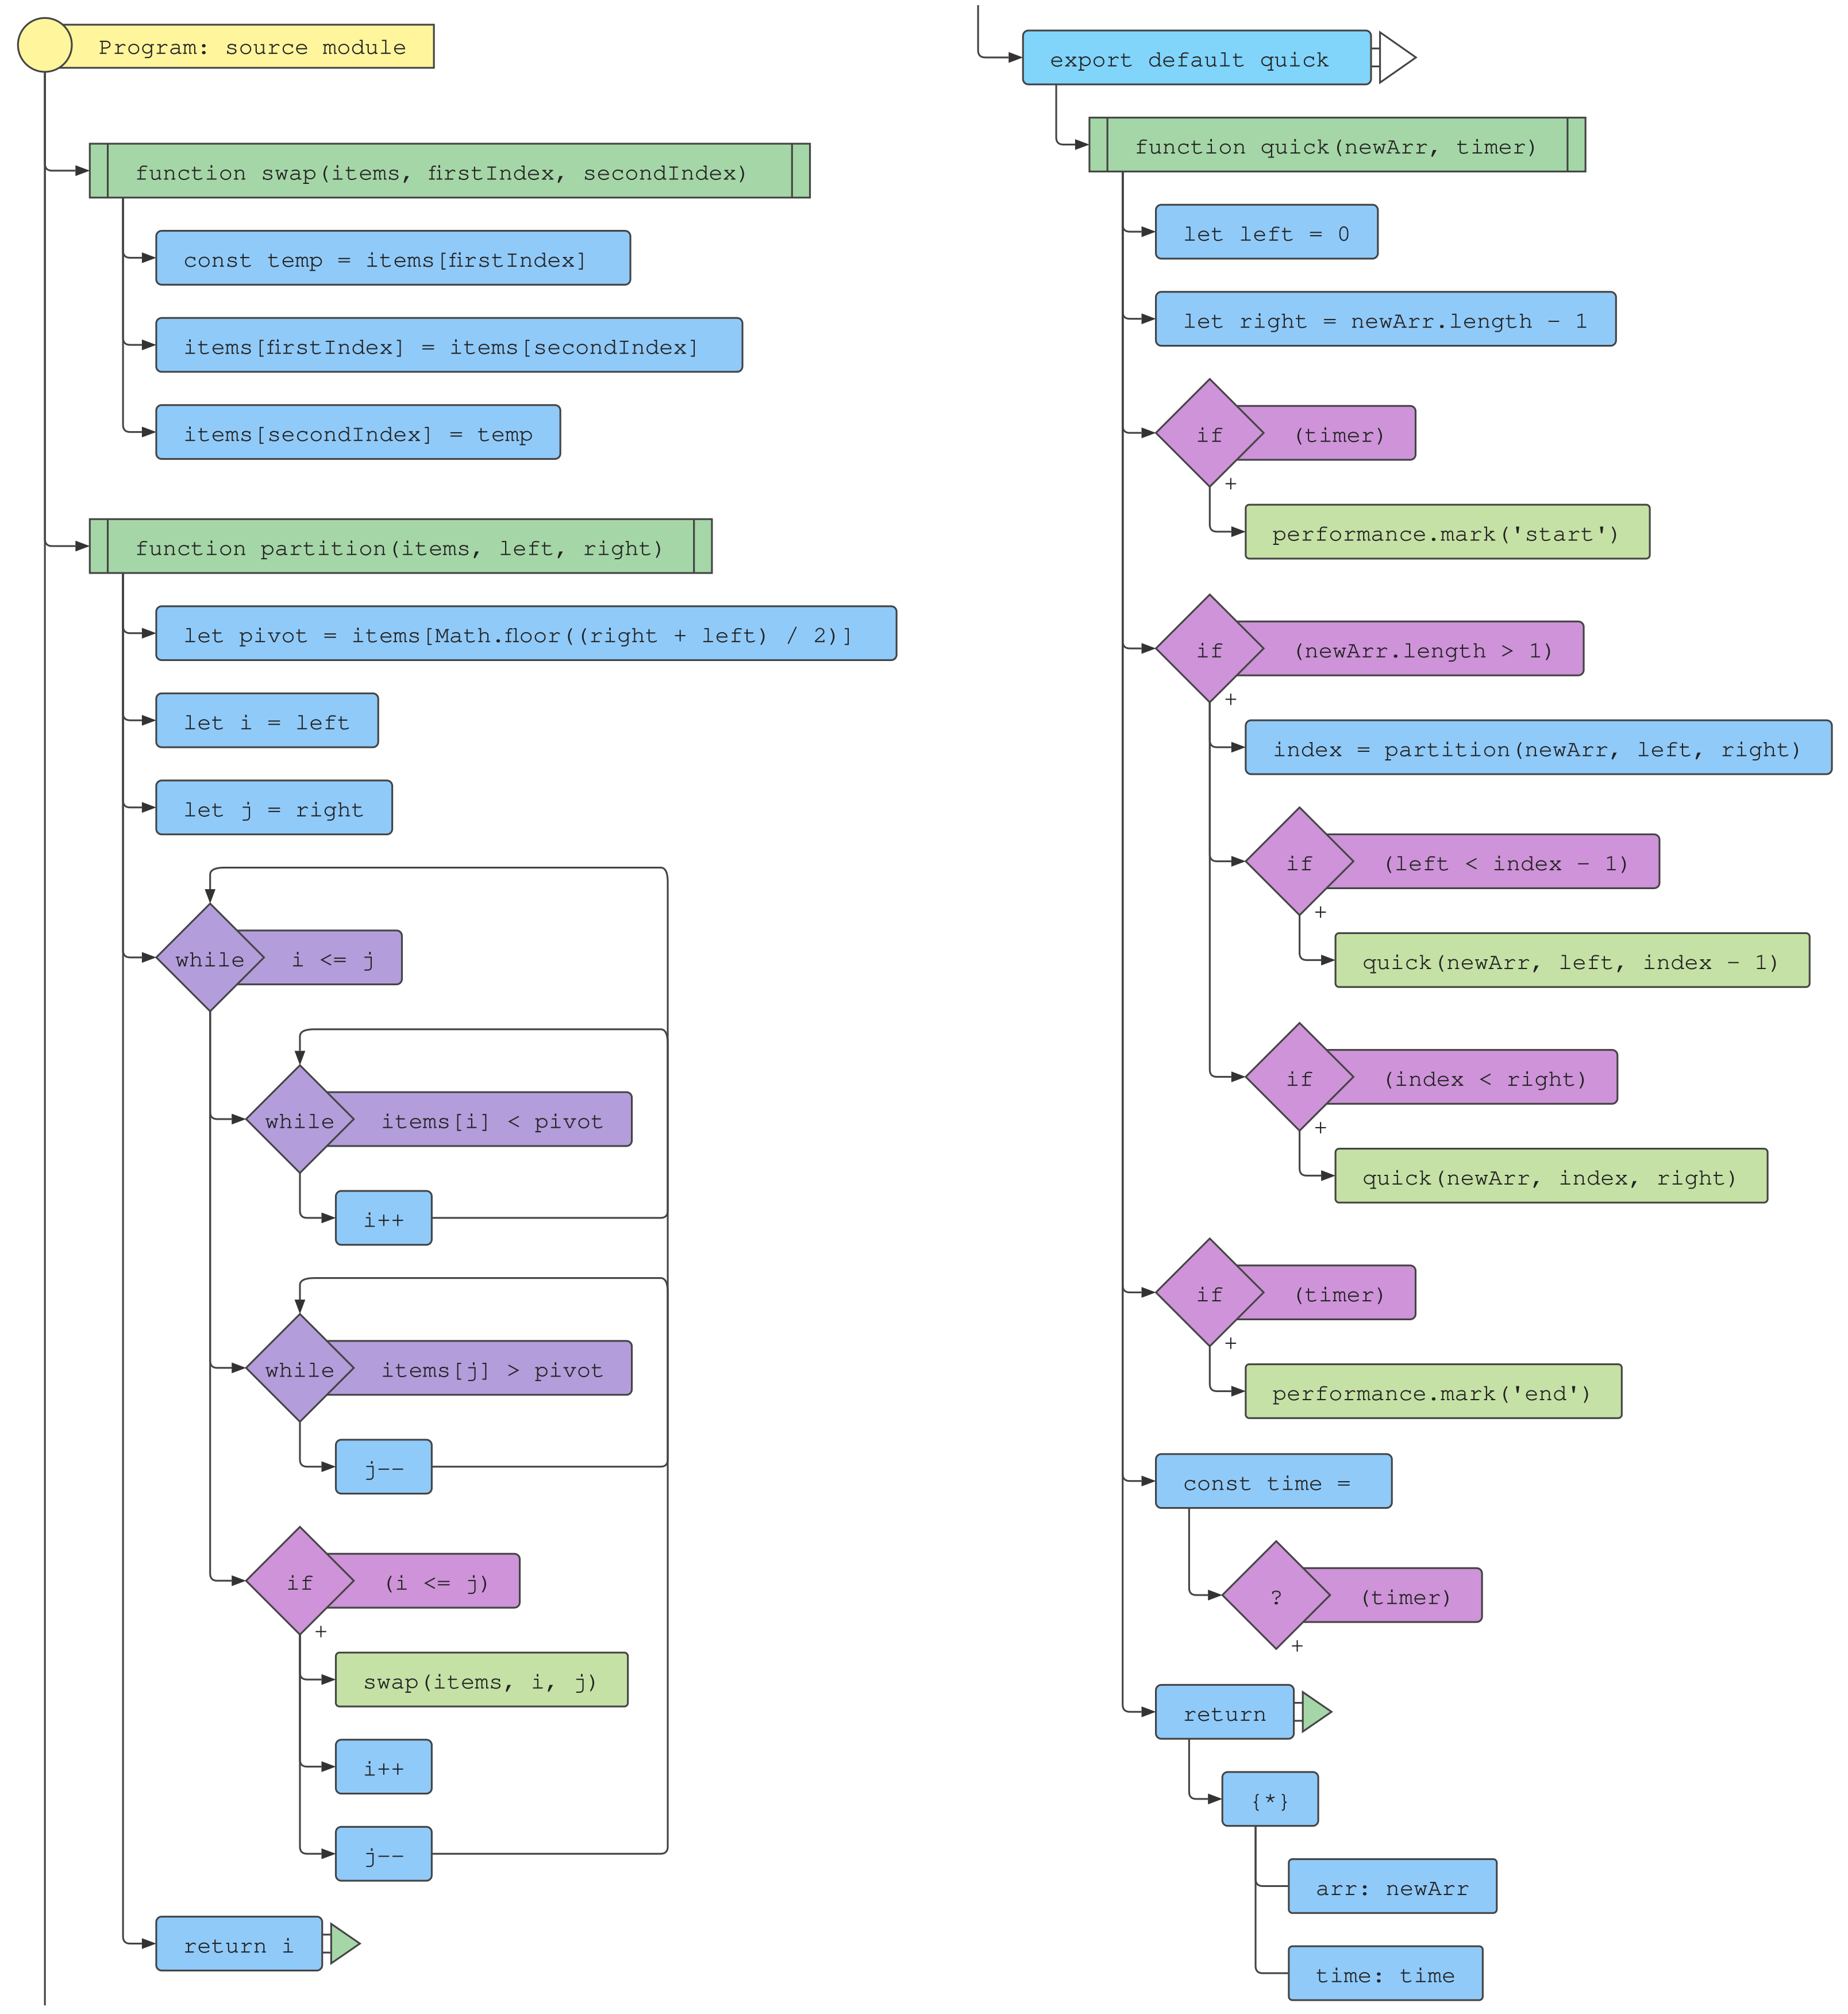 Program: source module
function swap(items, firstIndex, secondIndex)
const temp = items[firstIndex]
items[firstIndex] = items[secondIndex]
items[secondIndex] = temp
function partition(items, left, right)
let pivot = items[Math.floor((right + left) / 2)]
let i = left
let j = right
while i <= j
while items[i] < pivot
i++
while items[j] > pivot
j--
if (i <= j)
+
swap(items, i, j)
i++
j--
return i
export default quick
function quick(newArr, timer)
let left = 0
let right = newArr.length - 1
if (timer)
+
performance.mark('start')
if (newArr.length > 1)
+
index = partition(newArr, left, right)
if (left < index - 1)
+
quick(newArr, left, index - 1)
if (index < right)
+
quick(newArr, index, right)
if (timer)
+
performance.mark('end')
const time =
? (timer)
+
return
{*}
arr: newArr
time: time